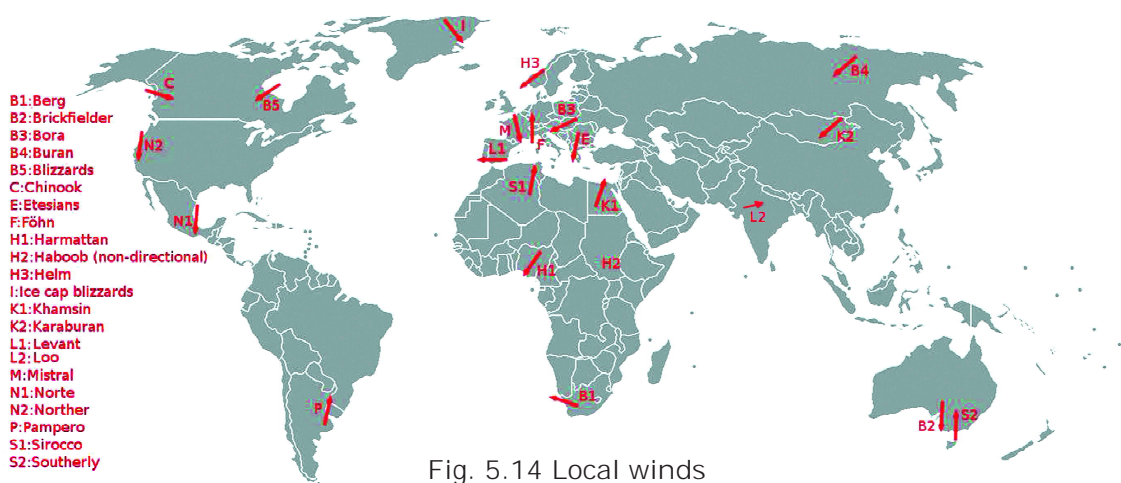 B1:Berg
B2:Brickfielder
B3:Bora
B4:Buran
B5:Blizzards
C:Chinook
E:Etesians
F:Föhn
H1:Harmattan
H2:Haboob (non-directional)
H3:Helm
I:Ice cap blizzards
K1:Khamsin
K2:Karaburan
L1:Levant
L2:Loo
M:Mistral
N1:Norte
N2:Norther
P:Pampero
S1:Sirocco
S2:Southerly
I
H3
B4
C
B5
B3
M
K2
N2
L1
F
E
S1
K1
L2
N1
H1
H2
B1
P
B2
S2
Fig. 5.14 Local winds